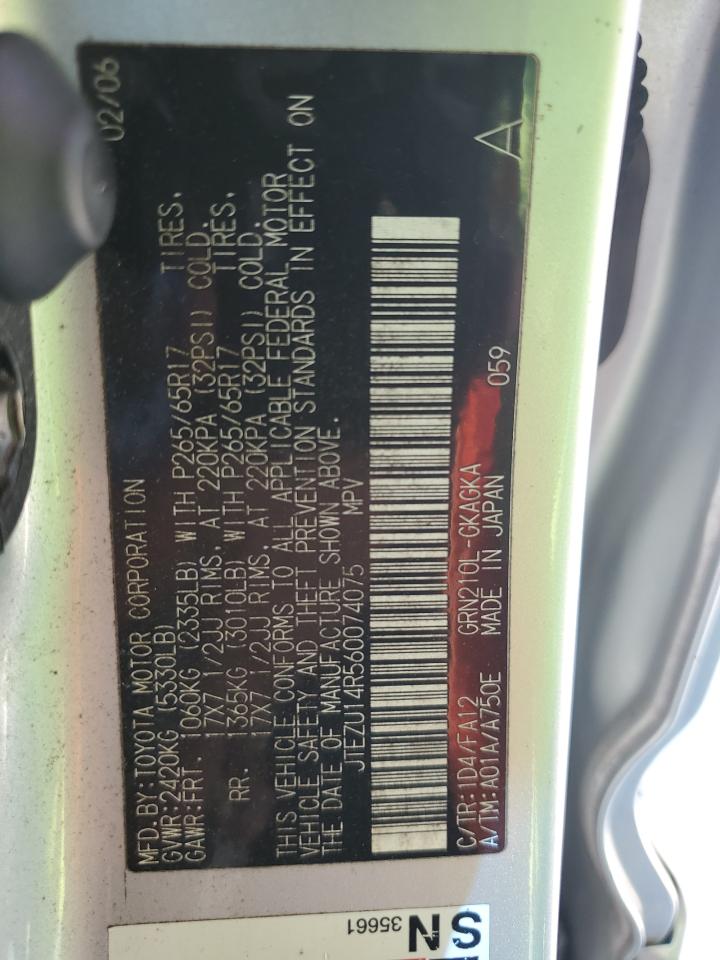 MFD.BY:TOYOTA MOTOR CORPORATION 02/06
GVWR:2420KG (5330LB)
GAWR:FRT. 1060KG (2335LB) WITH P265/65R17 TIRES.
17X7 1/2JJ RIMS, AT 220KPA (32PSI) COLD.
RR. 1365KG (3010LB) WITH P265/65R17 TIRES.
17X7 1/2JJ RIMS, AT 220KPA (32PSI) COLD.
THIS VEHICLE CONFORMS TO ALL APPLICABLE FEDERAL MOTOR
VEHICLE SAFETY AND THEFT PREVENTION STANDARDS IN EFFECT ON
THE DATE OF MANUFACTURE SHOWN ABOVE.
JTEZU14R560074075 MPV
C/TR:1D4/FA12 GRN210L-GKAGKA
A/TM:A01A/A750E MADE IN JAPAN 059
A
SN
35661